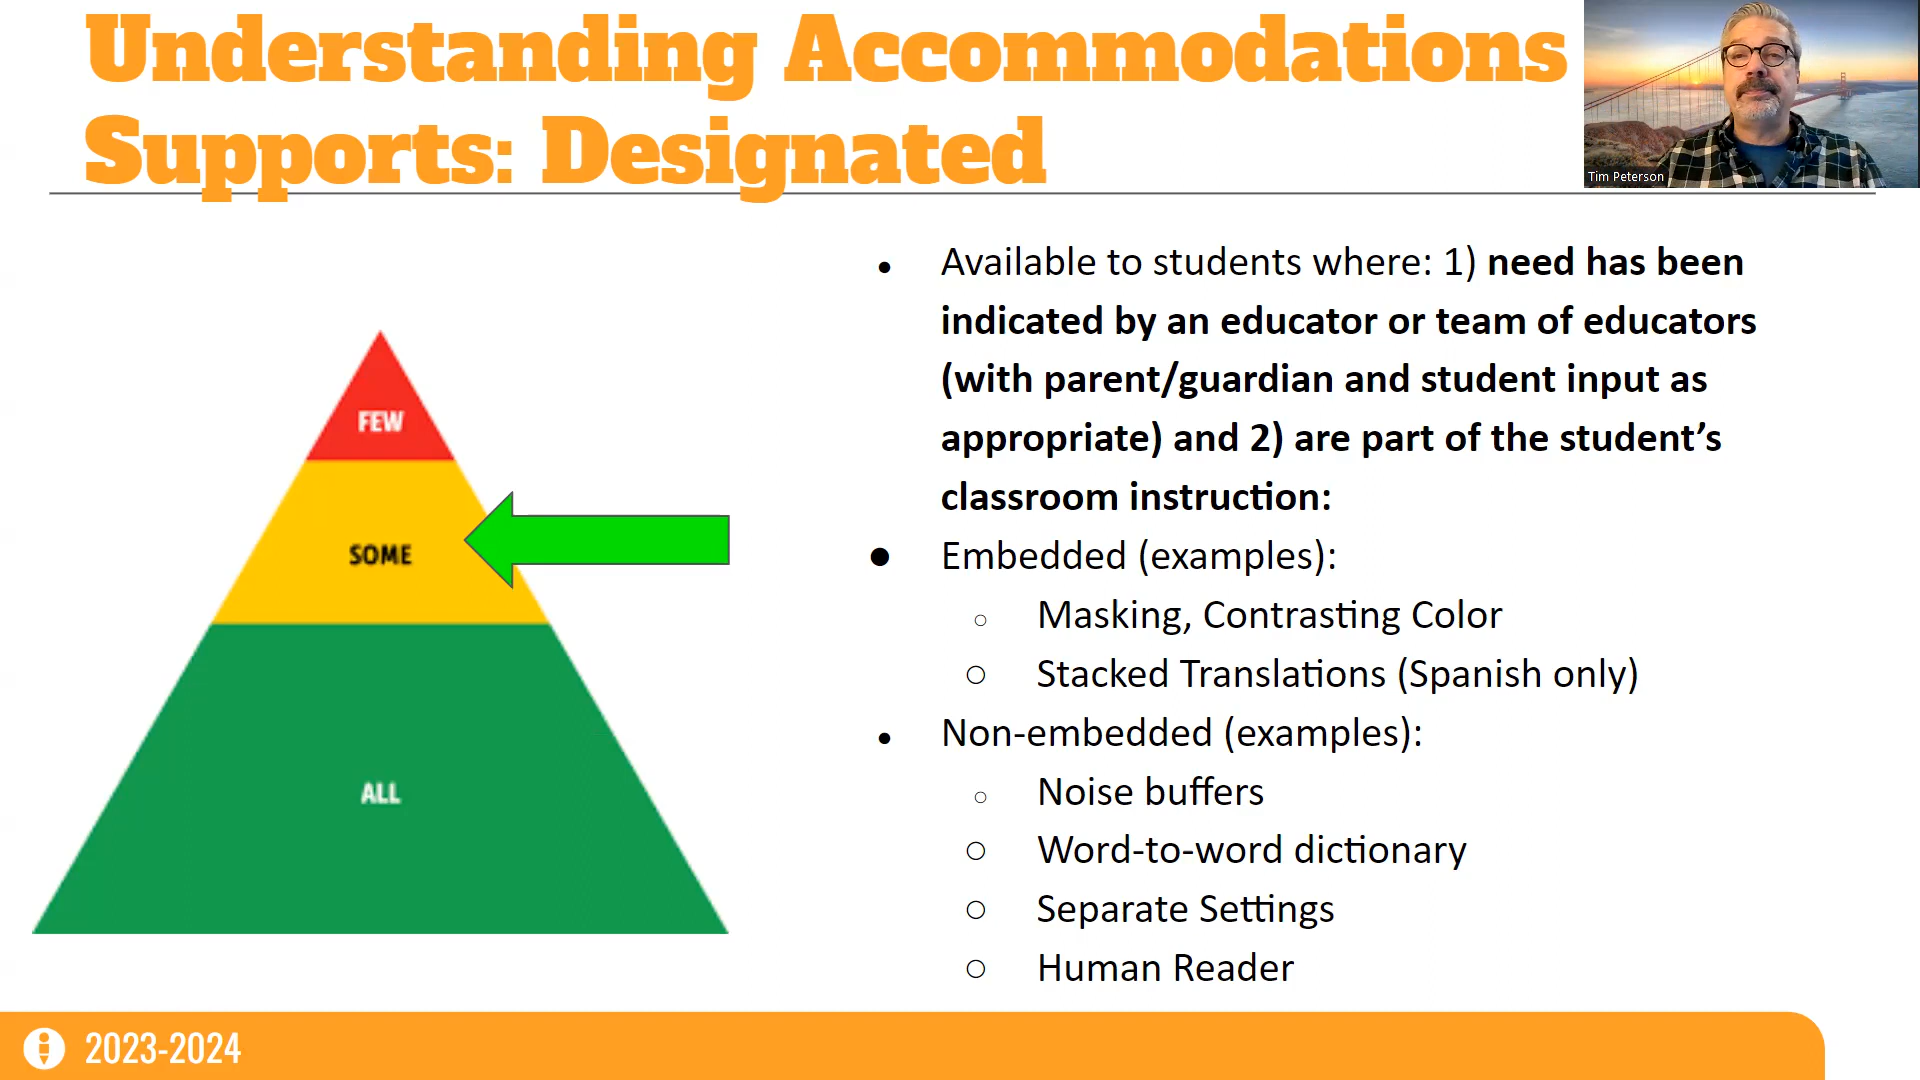 Understanding Accommodations
Supports: Designated
Tim Peterson
● Available to students where: 1) need has been
indicated by an educator or team of educators
(with parent/guardian and student input as
appropriate) and 2) are part of the student’s
classroom instruction:
● Embedded (examples):
○ Masking, Contrasting Color
○ Stacked Translations (Spanish only)
● Non-embedded (examples):
○ Noise buffers
○ Word-to-word dictionary
○ Separate Settings
○ Human Reader
FEW
SOME
ALL
2023-2024